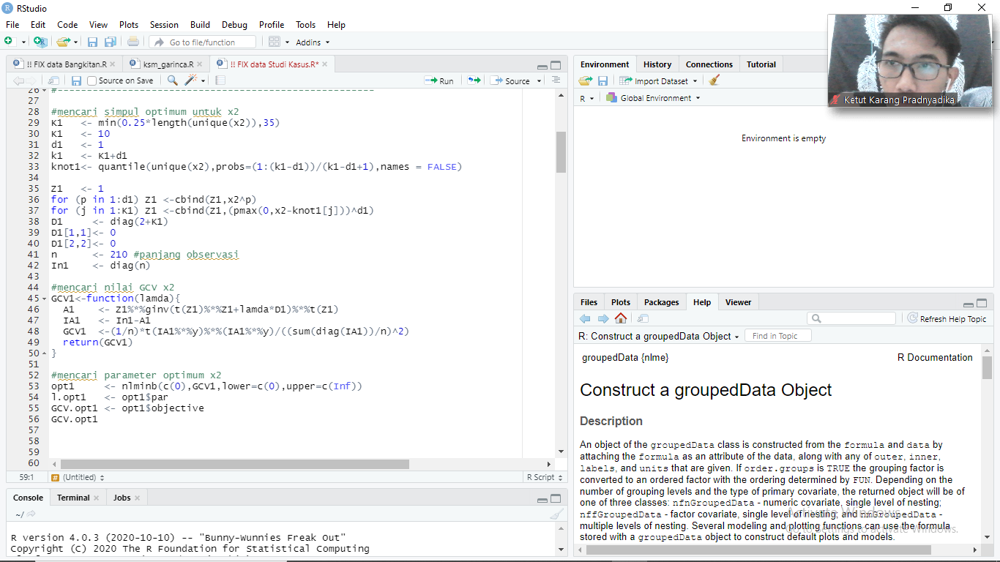 RStudio
File Edit Code View Plots Session Build Debug Profile Tools Help
Go to file/function Addins
!! FIX data Bangkitan.R ksm_garinca.R !! FIX data Studi Kasus.R*
Source on Save Run Source
26 #------------------------------------------------------
27
28 #mencari simpul optimum untuk x2
29 K1 <- min(0.25*length(unique(x2)),35)
30 K1 <- 10
31 d1 <- 1
32 k1 <- K1+d1
33 knot1<- quantile(unique(x2),probs=(1:(k1-d1))/(k1-d1+1),names = FALSE)
34
35 Z1 <- 1
36 for (p in 1:d1) Z1 <-cbind(Z1,x2^p)
37 for (j in 1:K1) Z1 <-cbind(Z1,(pmax(0,x2-knot1[j]))^d1)
38 D1 <- diag(2+K1)
39 D1[1,1]<- 0
40 D1[2,2]<- 0
41 n <- 210 #panjang observasi
42 In1 <- diag(n)
43
44 #mencari nilai GCV x2
45 GCV1<-function(lamda){
46 A1 <- Z1%*%ginv(t(Z1)%*%Z1+lamda*D1)%*%t(Z1)
47 IA1 <- In1-A1
48 GCV1 <-(1/n)*t(IA1%*%y)%*%(IA1%*%y)/((sum(diag(IA1))/n)^2)
49 return(GCV1)
50 }
51
52 #mencari parameter optimum x2
53 opt1 <- nlminb(c(0),GCV1,lower=c(0),upper=c(Inf))
54 l.opt1 <- opt1$par
55 GCV.opt1 <- opt1$objective
56 GCV.opt1
57
58
59
60
59:1 # (Untitled) R Script
Console Terminal Jobs
~/
R version 4.0.3 (2020-10-10) -- "Bunny-Wunnies Freak Out"
Copyright (C) 2020 The R Foundation for Statistical Computing
Environment History Connections Tutorial
Import Dataset
R Global Environment
Environment is empty
Ketut Karang Pradnyadika
Files Plots Packages Help Viewer
Refresh Help Topic
R: Construct a groupedData Object Find in Topic
groupedData {nlme} R Documentation
Construct a groupedData Object
Description
An object of the groupedData class is constructed from the formula and data by
attaching the formula as an attribute of the data, along with any of outer, inner,
labels, and units that are given. If order.groups is TRUE the grouping factor is
converted to an ordered factor with the ordering determined by FUN. Depending on the
number of grouping levels and the type of primary covariate, the returned object will be of
one of three classes: nfnGroupedData - numeric covariate, single level of nesting;
nffGroupedData - factor covariate, single level of nesting; and nmGroupedData -
multiple levels of nesting. Several modeling and plotting functions can use the formula
stored with a groupedData object to construct default plots and models.
Activate Windows
Go to Settings to activate Windows.